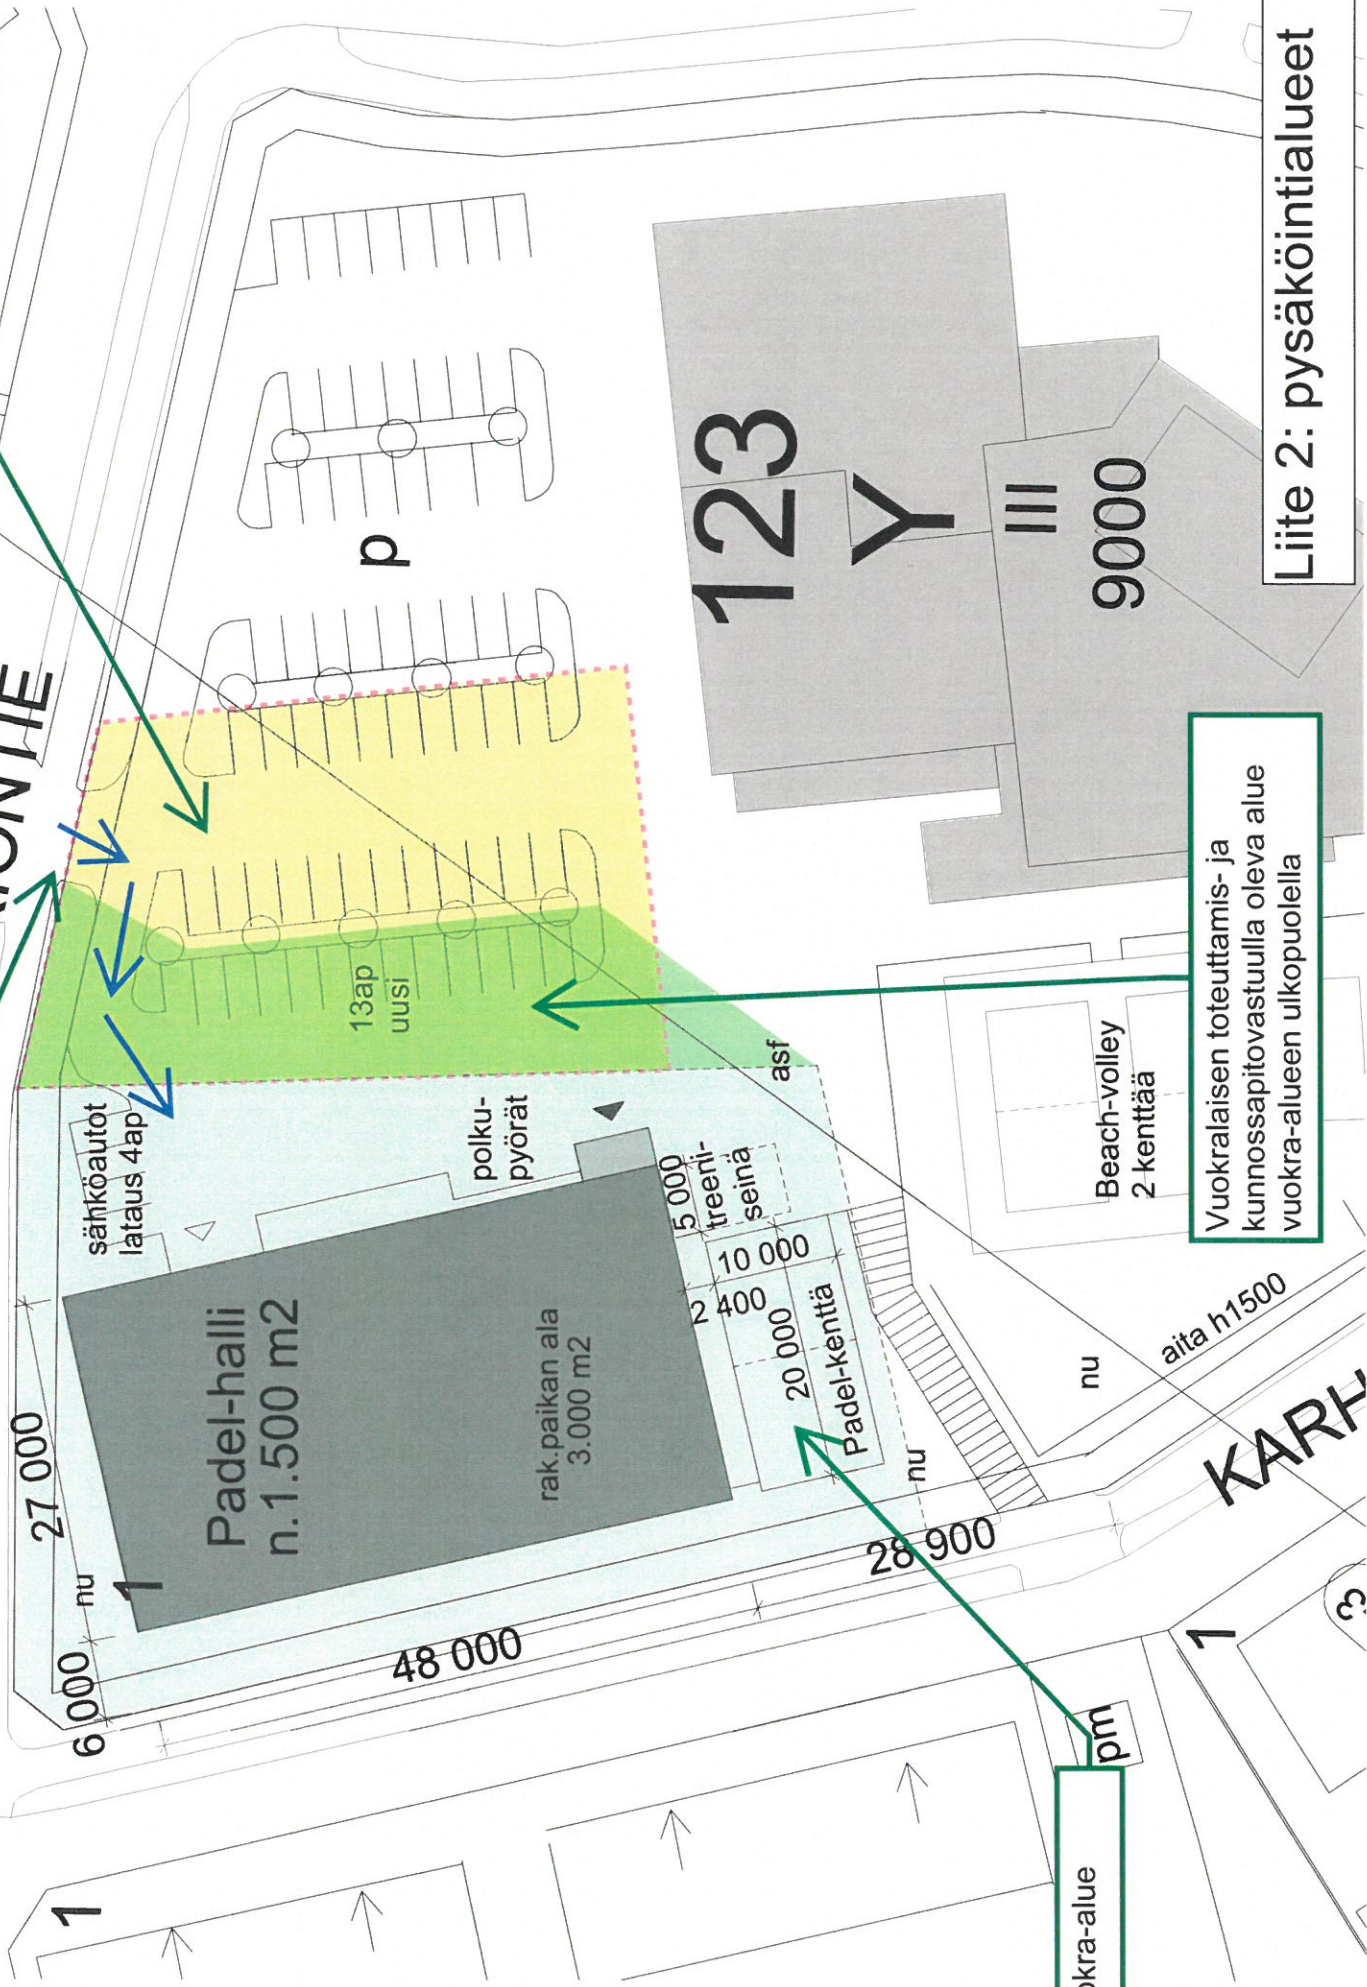 Liite 2: pysäköintialueet
p
123
Y
III
9000
13ap
uusi
sähköautot
lataus 4ap
polku-
pyörät
asf
Padel-halli
n.1.500 m2
rak.paikan ala
3.000 m2
5 000
treeni-
seinä
10 000
2 400
20 000
Padel-kenttä
27 000
nu
1
6 000
48 000
28 900
nu
Beach-volley
2-kenttää
nu
aita h1500
Vuokralaisen toteuttamis- ja
kunnossapitovastuulla oleva alue
vuokra-alueen ulkopuolella
pm
1
3
1